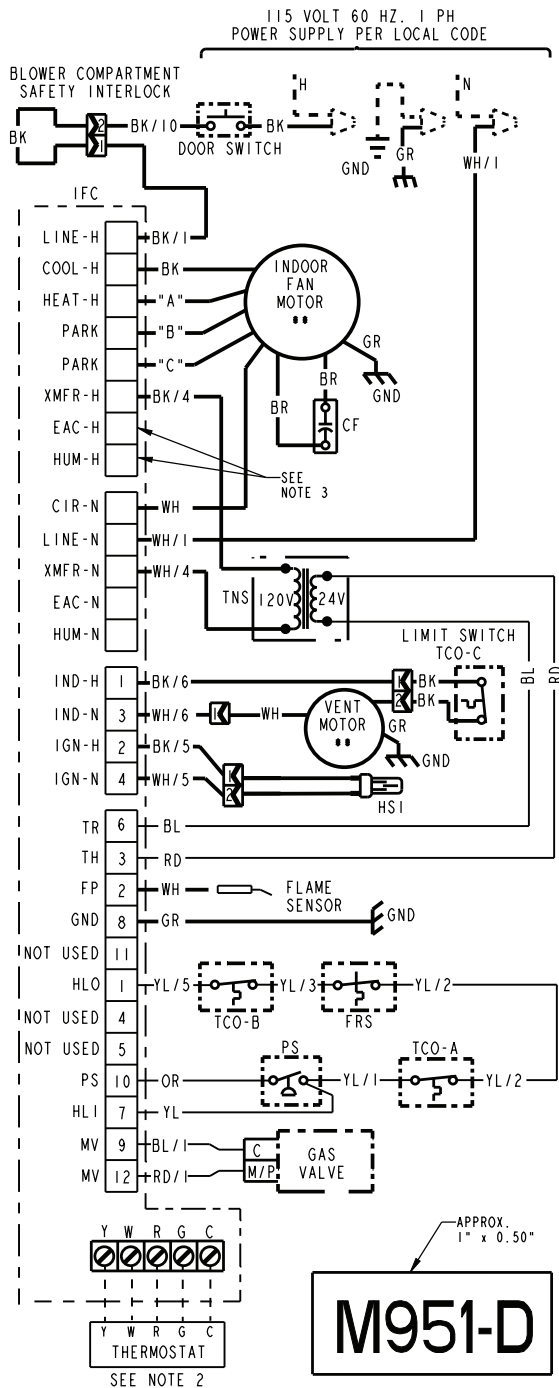 115 VOLT 60 HZ. 1 PH
POWER SUPPLY PER LOCAL CODE
BLOWER COMPARTMENT
SAFETY INTERLOCK
H
N
BK
2
BK/10
BK
1
DOOR SWITCH
GND
GR
WH/1
IFC
LINE-H
BK/1
COOL-H
BK
HEAT-H
"A"
PARK
"B"
PARK
"C"
XMFR-H
BK/4
EAC-H
HUM-H
INDOOR
FAN
MOTOR
GR
GND
BR
BR
CF
SEE
NOTE 3
CIR-N
WH
LINE-N
WH/1
XMFR-N
WH/4
EAC-N
HUM-N
TNS
120V
24V
LIMIT SWITCH
TCO-C
BL
RD
IND-H
1
BK/6
1
BK
IND-N
3
WH/6
1
WH
2
BK
VENT
MOTOR
GR
GND
IGN-H
2
BK/5
1
IGN-N
4
WH/5
2
HSI
TR
6
BL
TH
3
RD
FP
2
WH
FLAME
SENSOR
GND
8
GR
GND
NOT USED
11
HLO
1
YL/5
YL/3
YL/2
TCO-B
FRS
NOT USED
4
NOT USED
5
PS
TCO-A
PS
10
OR
YL/1
YL/2
HLI
7
YL
MV
9
BL/1
C
GAS
VALVE
MV
12
RD/1
M/P
Y W R G C
APPROX.
1" x 0.50"
M951-D
Y W R G C
THERMOSTAT
SEE NOTE 2